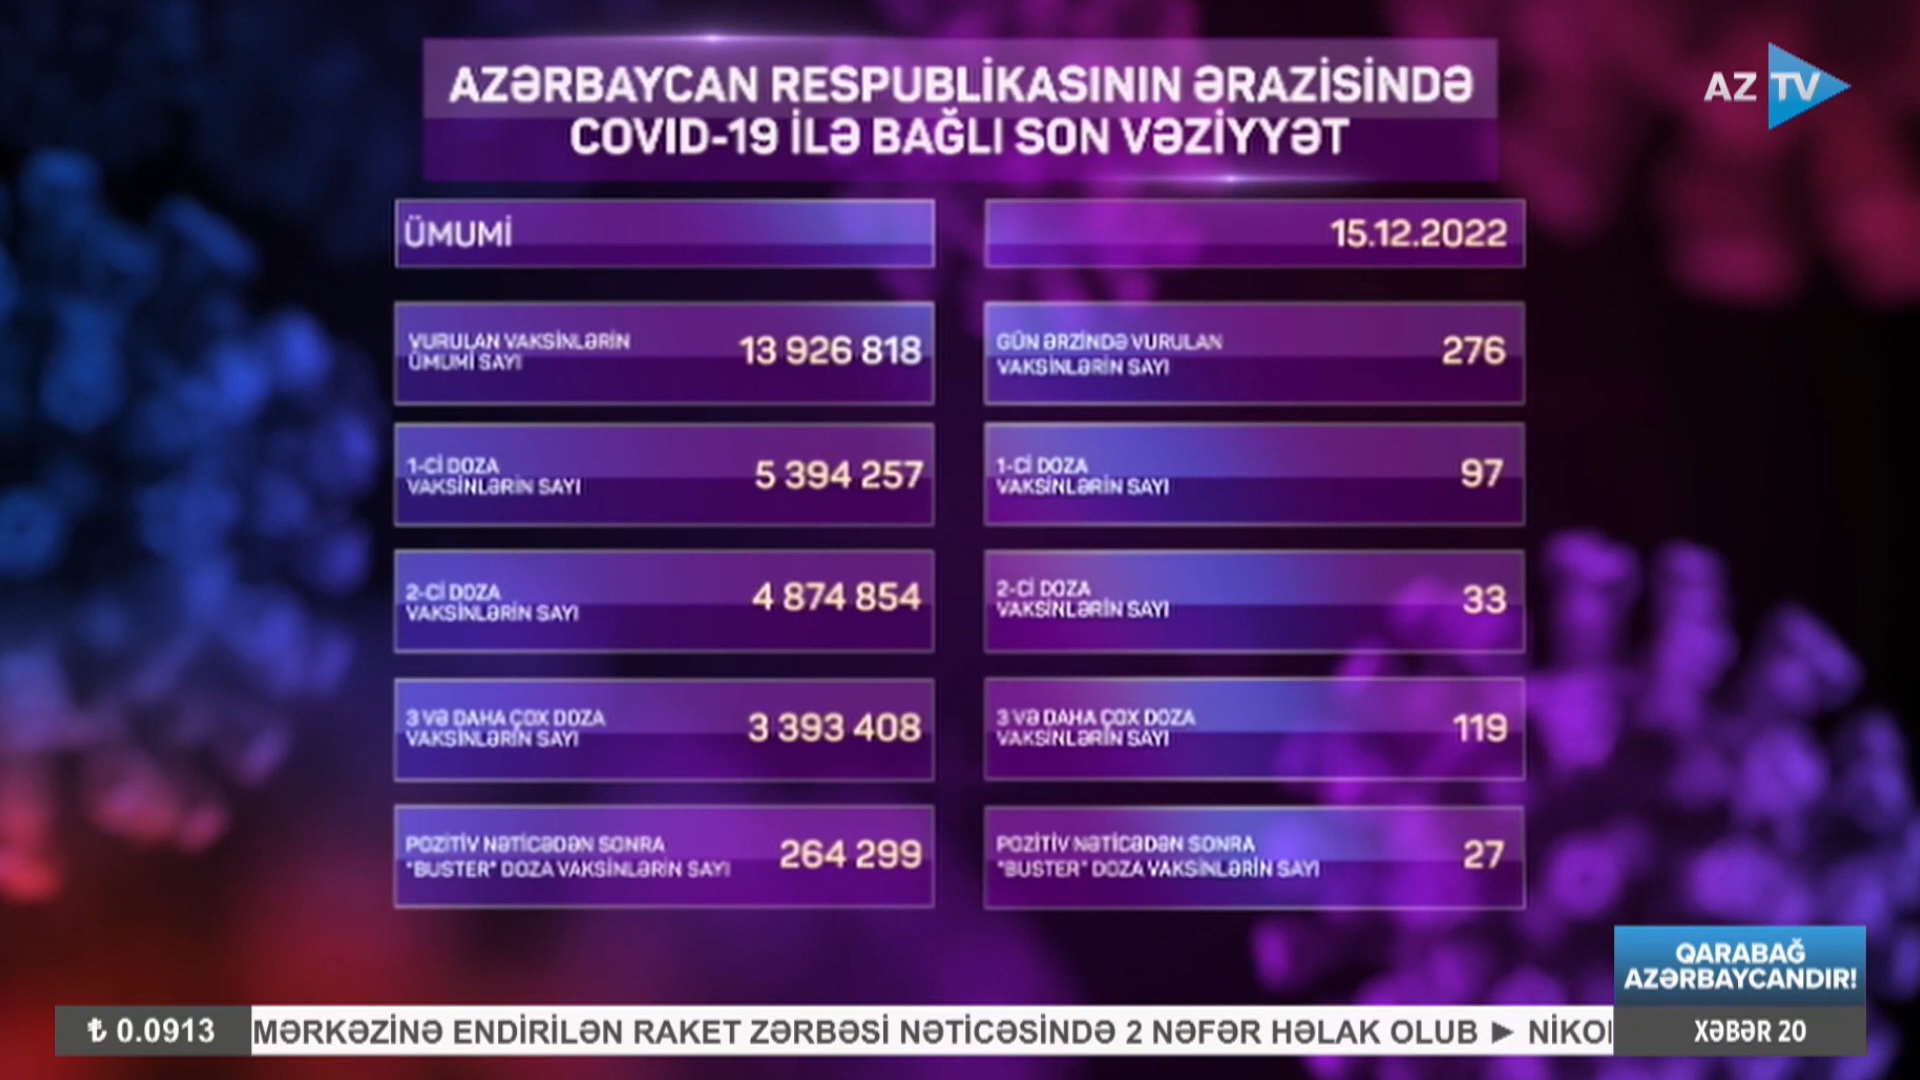 AZƏRBAYCAN RESPUBLİKASININ ƏRAZİSİNDƏ
COVID-19 İLƏ BAĞLI SON VƏZİYYƏT
AZ TV
ÜMUMİ
15.12.2022
VURULAN VAKSİNLƏRİN
ÜMUMİ SAYI
13 926 818
GÜN ƏRZİNDƏ VURULAN
VAKSİNLƏRİN SAYI
276
1-Cİ DOZA
VAKSİNLƏRİN SAYI
5 394 257
1-Cİ DOZA
VAKSİNLƏRİN SAYI
97
2-Cİ DOZA
VAKSİNLƏRİN SAYI
4 874 854
2-Cİ DOZA
VAKSİNLƏRİN SAYI
33
3 VƏ DAHA ÇOX DOZA
VAKSİNLƏRİN SAYI
3 393 408
3 VƏ DAHA ÇOX DOZA
VAKSİNLƏRİN SAYI
119
POZİTİV NƏTİCƏDƏN SONRA
"BUSTER" DOZA VAKSİNLƏRİN SAYI
264 299
POZİTİV NƏTİCƏDƏN SONRA
"BUSTER" DOZA VAKSİNLƏRİN SAYI
27
QARABAĞ
AZƏRBAYCANDIR!
₺ 0.0913
MƏRKƏZİNƏ ENDİRİLƏN RAKET ZƏRBƏSİ NƏTİCƏSİNDƏ 2 NƏFƏR HƏLAK OLUB ► NİKO
XƏBƏR 20